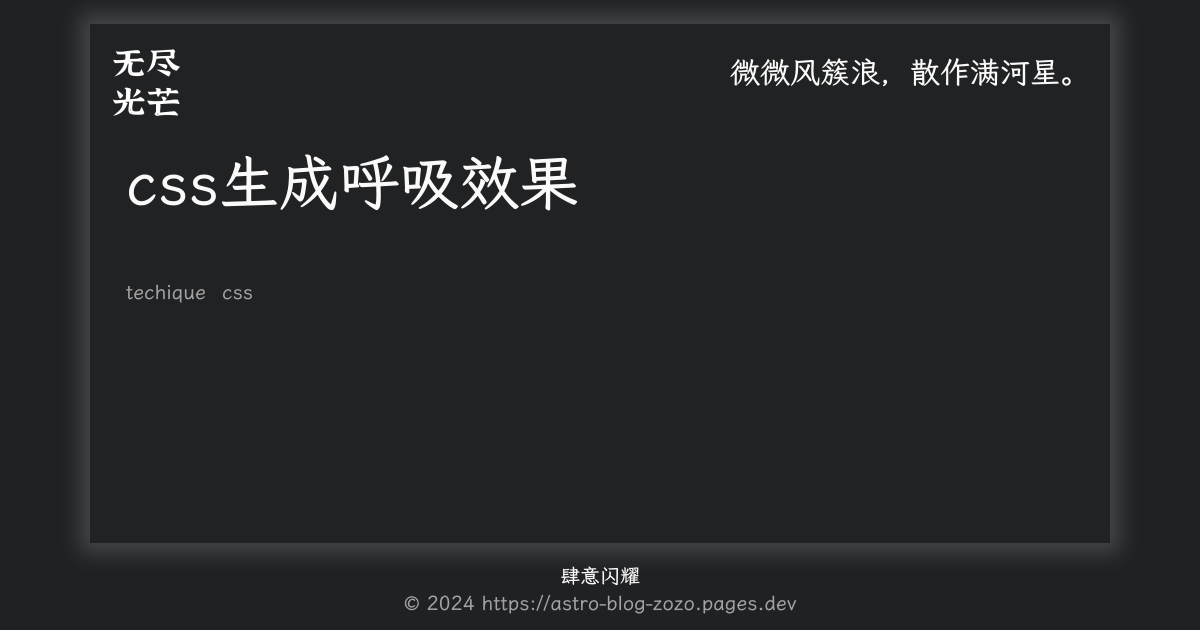 无尽
光芒
微微风簇浪，散作满河星。
css生成呼吸效果
techique css
肆意闪耀
© 2024 https://astro-blog-zozo.pages.dev